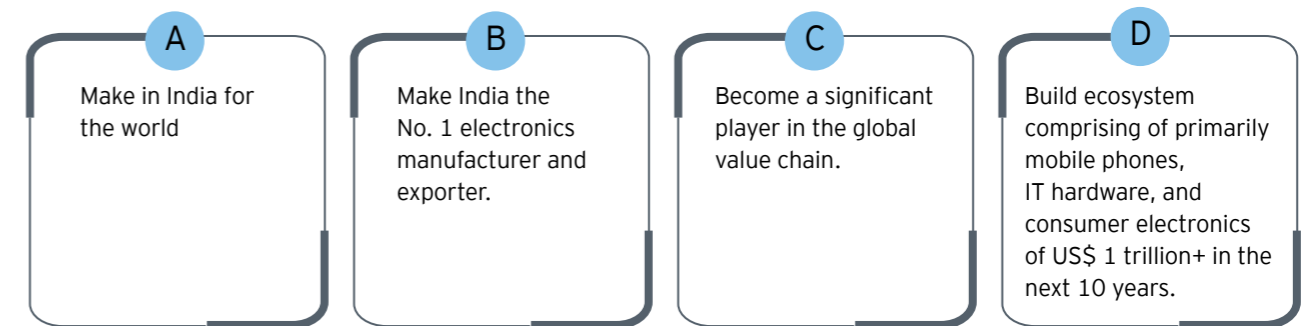 A
Make in India for
the world
B
Make India the
No. 1 electronics
manufacturer and
exporter.
C
Become a significant
player in the global
value chain.
D
Build ecosystem
comprising of primarily
mobile phones,
IT hardware, and
consumer electronics
of US$ 1 trillion+ in the
next 10 years.